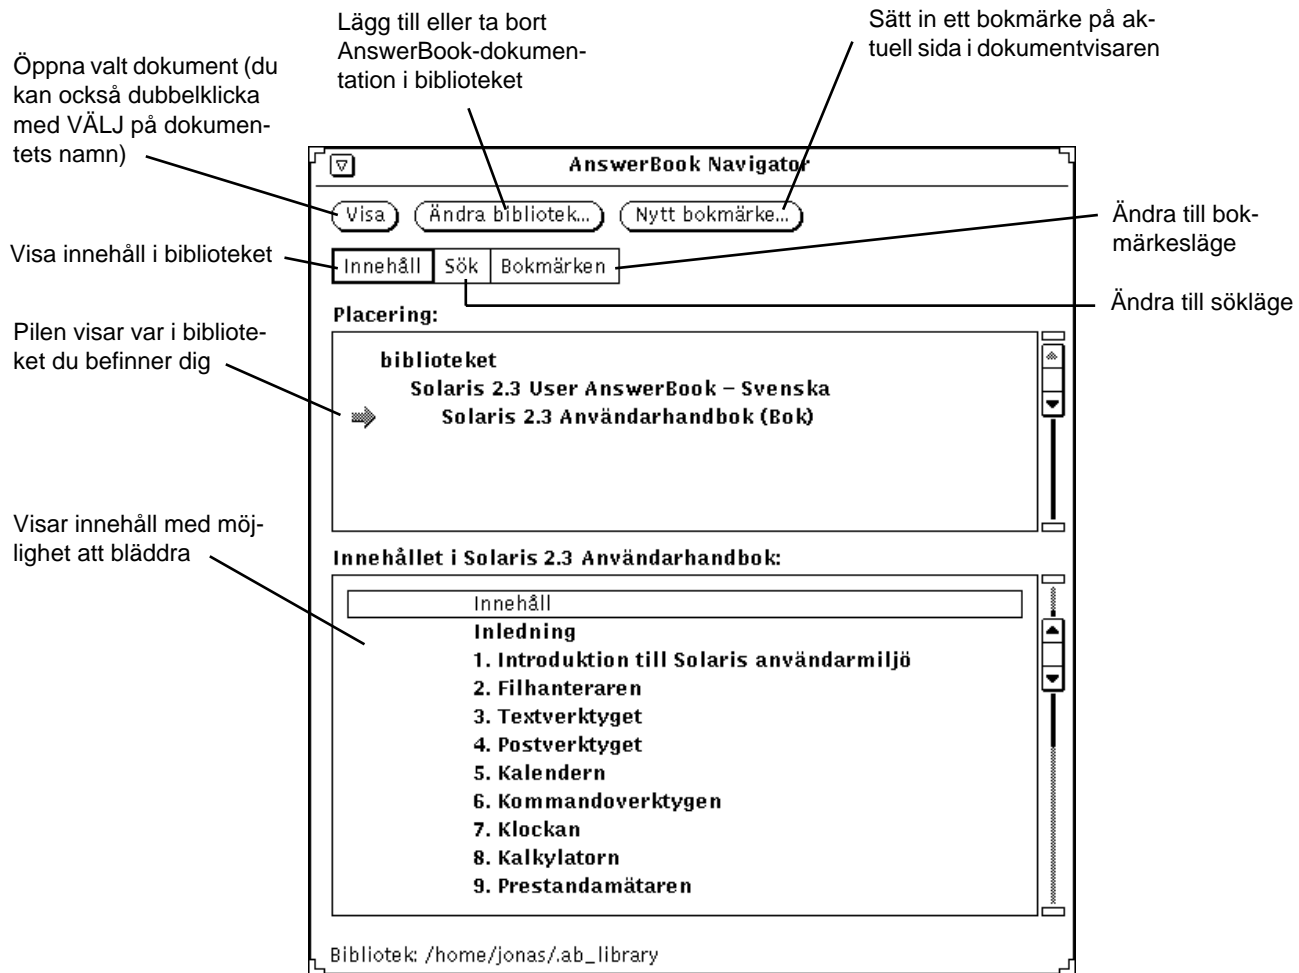 Lägg till eller ta bort
AnswerBook-dokumen-
tation i biblioteket
Sätt in ett bokmärke på ak-
tuell sida i dokumentvisaren
Öppna valt dokument (du
kan också dubbelklicka
med VÄLJ på dokumen-
tets namn)
AnswerBook Navigator
Visa
Ändra bibliotek...
Nytt bokmärke...
Ändra till bok-
märkesläge
Visa innehåll i biblioteket
Innehåll
Sök
Bokmärken
Ändra till sökläge
Placering:
Pilen visar var i bibliote-
ket du befinner dig
biblioteket
Solaris 2.3 User AnswerBook – Svenska
Solaris 2.3 Användarhandbok (Bok)
Visar innehåll med möj-
lighet att bläddra
Innehållet i Solaris 2.3 Användarhandbok:
Innehåll
Inledning
1. Introduktion till Solaris användarmiljö
2. Filhanteraren
3. Textverktyget
4. Postverktyget
5. Kalendern
6. Kommandoverktygen
7. Klockan
8. Kalkylatorn
9. Prestandamätaren
Bibliotek: /home/jonas/.ab_library